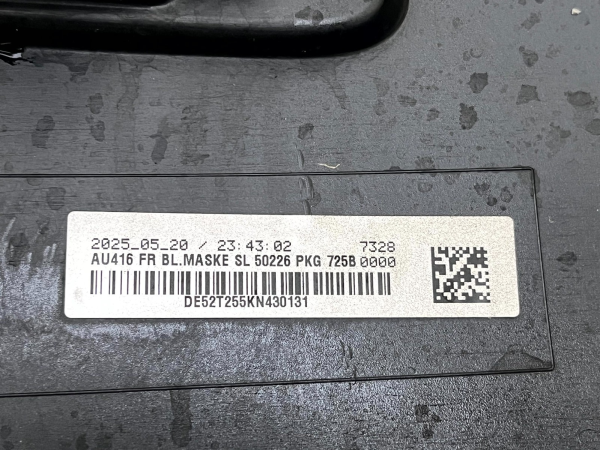 2025_05_20 / 23:43:02 7328
AU416 FR BL.MASKE SL 50226 PKG 725B 0000
DE52T255KN430131